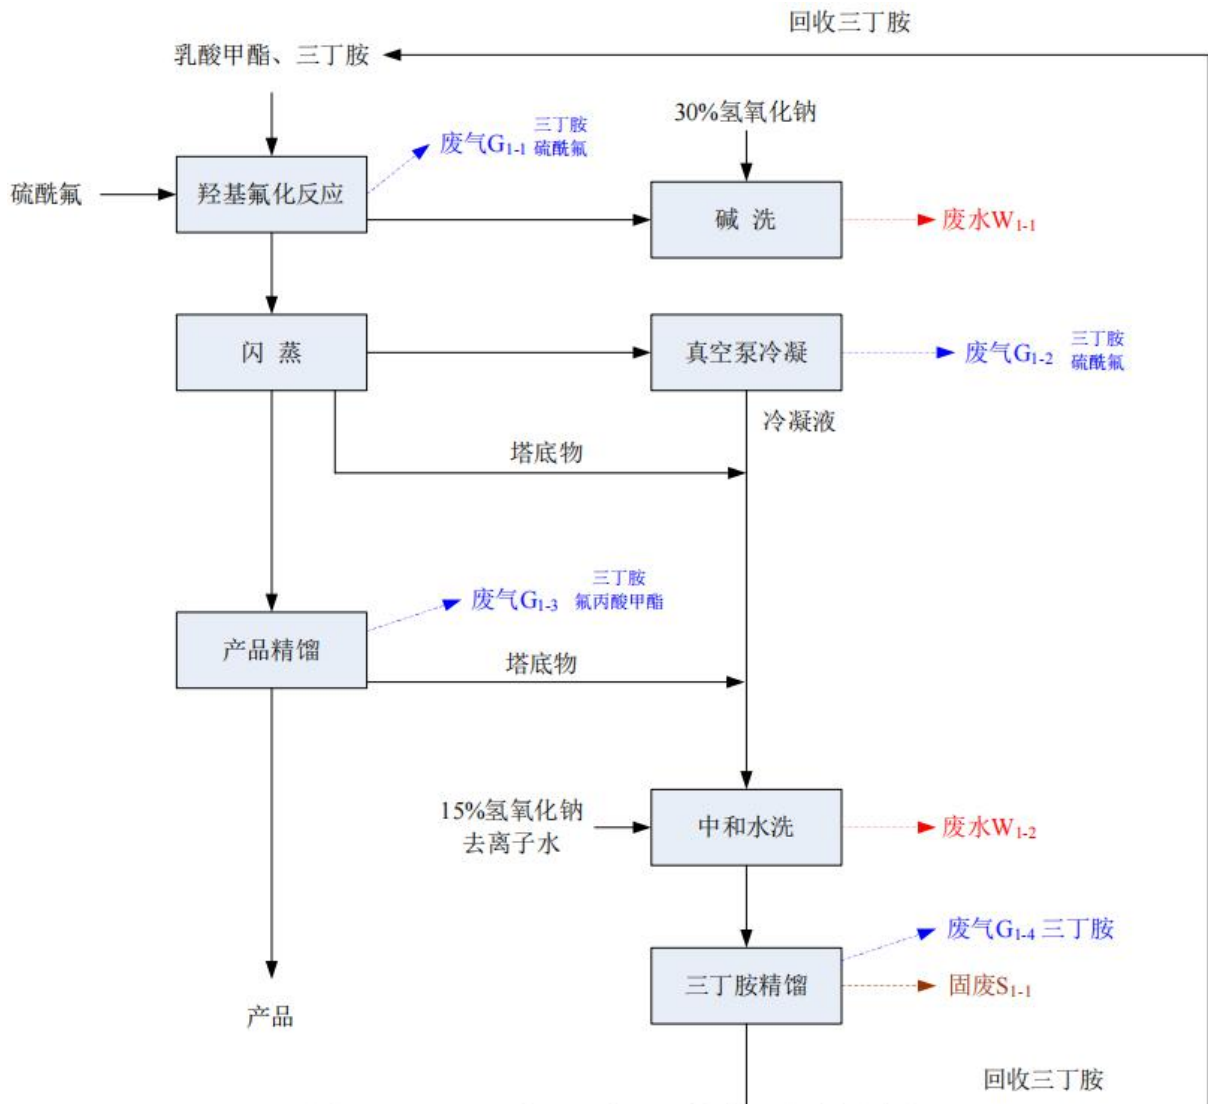 回收三丁胺
乳酸甲酯、三丁胺
30%氢氧化钠
废气G1-1 三丁胺
硫酰氟
硫酰氟
羟基氟化反应
碱 洗
废水W1-1
闪 蒸
真空泵冷凝
废气G1-2 三丁胺
硫酰氟
冷凝液
塔底物
废气G1-3 三丁胺
氟丙酸甲酯
产品精馏
塔底物
15%氢氧化钠
去离子水
中和水洗
废水W1-2
废气G1-4 三丁胺
三丁胺精馏
固废S1-1
产品
回收三丁胺